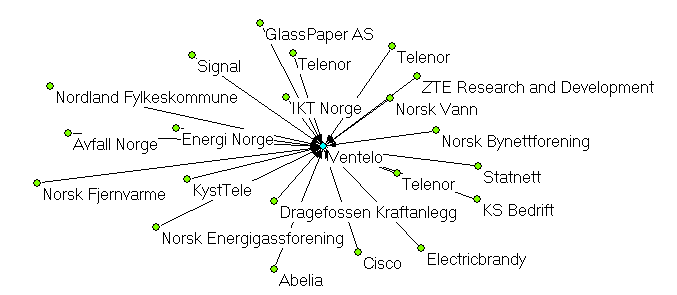 GlassPaper AS
Signal
Telenor
Telenor
ZTE Research and Development
Nordland Fylkeskommune
IKT Norge
Norsk Vann
Avfall Norge
Energi Norge
Norsk Bynettforening
Ventelo
Statnett
Norsk Fjernvarme
KystTele
Telenor
Dragefossen Kraftanlegg
KS Bedrift
Norsk Energigassforening
Electricbrandy
Cisco
Abelia